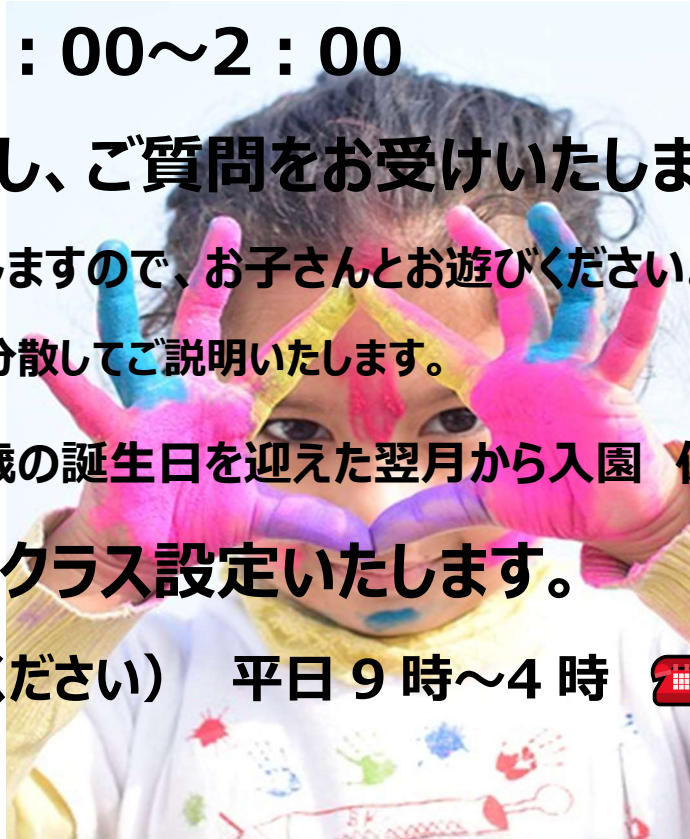 ：00～2：00
し、ご質問をお受けいたしま
しますので、お子さんとお遊びください。
分散してご説明いたします。
歳の誕生日を迎えた翌月から入園
クラス設定いたします。
ください） 平日９時～4時